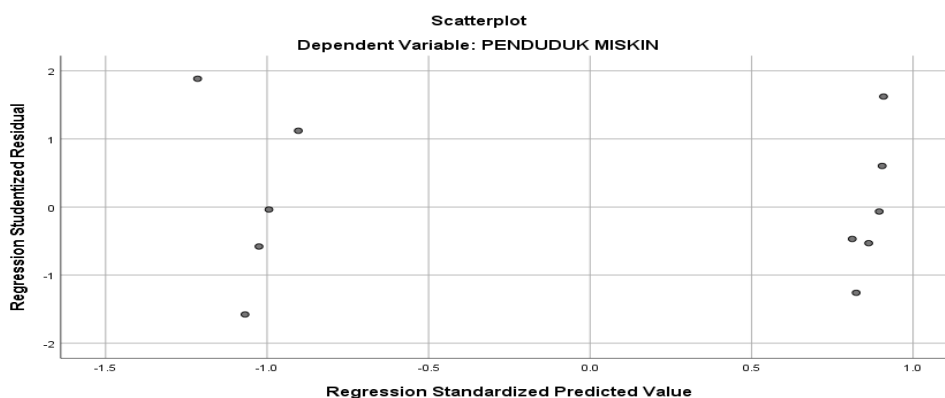 Scatterplot
Dependent Variable: PENDUDUK MISKIN
Regression Studentized Residual
2
1
0
-1
-2
-1.5 -1.0 -0.5 0.0 0.5 1.0
Regression Standardized Predicted Value